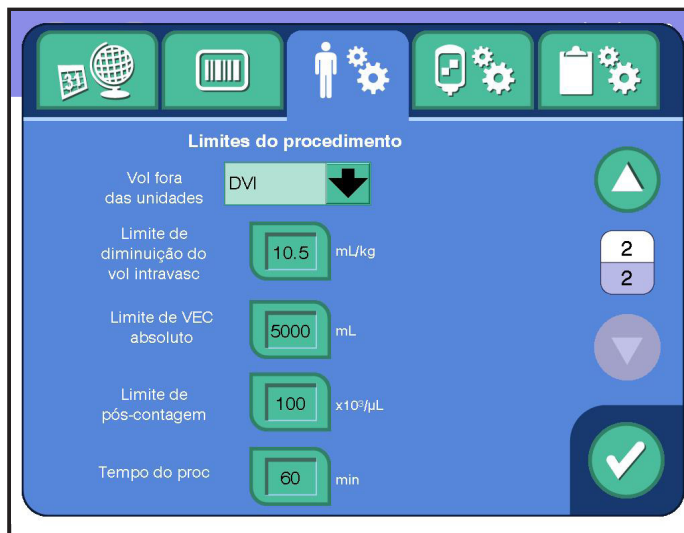 31
Limites do procedimento
Vol fora
das unidades
DVI
Limite de
diminuição do
vol intravasc
10.5 mL/kg
Limite de VEC
absoluto
5000 mL
Limite de
pós-contagem
100 x10³/µL
Tempo do proc
60 min
2
2